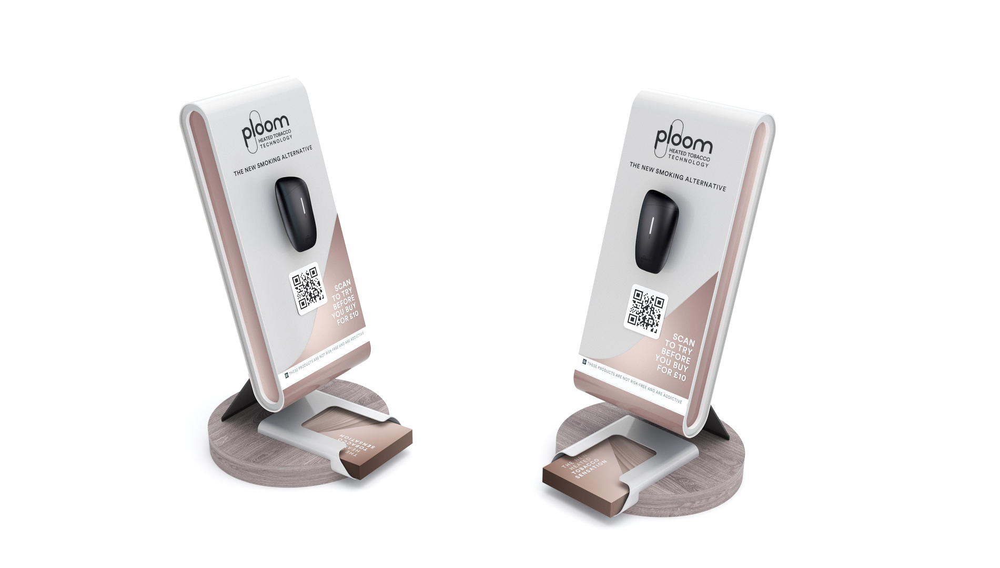 ploom
HEATED TOBACCO
TECHNOLOGY
THE NEW SMOKING ALTERNATIVE
SCAN
TO TRY
BEFORE
YOU BUY
FOR £10
THESE PRODUCTS ARE NOT RISK-FREE AND ARE ADDICTIVE
THE
HEA
TOBACCO
SENSATION
ploom
HEATED TOBACCO
TECHNOLOGY
THE NEW SMOKING ALTERNATIVE
SCAN
TO TRY
BEFORE
YOU BUY
FOR £10
THESE PRODUCTS ARE NOT RISK-FREE AND ARE ADDICTIVE
THE NEW
HEATED
TOBACCO
SENSATION